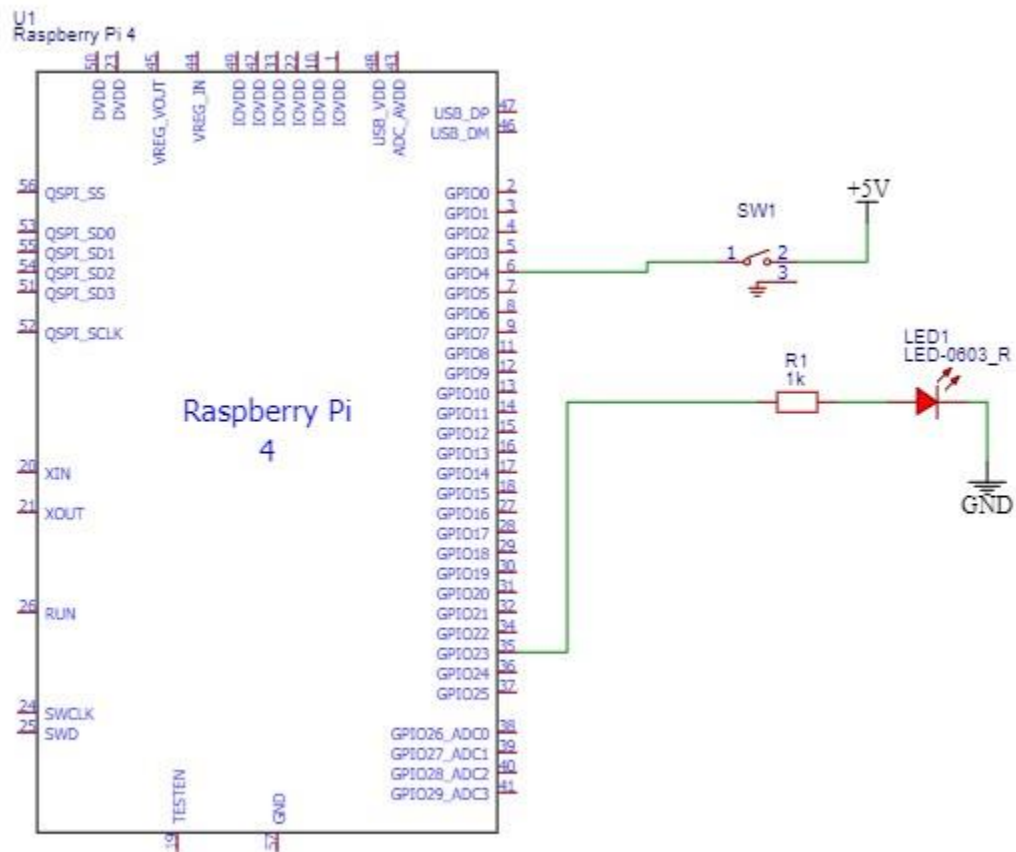 U1
Raspberry Pi 4
50 23 45 44 49 42 33 22 10 1 48 43
DVDD DVDD VREG_VOUT VREG_IN IOVDD IOVDD IOVDD IOVDD IOVDD IOVDD USB_VDD ADC_AVDD
USB_DP 47
USB_DM 46
56 QSPI_SS
53 QSPI_SD0
55 QSPI_SD1
54 QSPI_SD2
51 QSPI_SD3
52 QSPI_SCLK
Raspberry Pi
4
20 XIN
21 XOUT
26 RUN
24 SWCLK
25 SWD
GPIO0 2
GPIO1 3
GPIO2 4
GPIO3 5
GPIO4 6
GPIO5 7
GPIO6 8
GPIO7 9
GPIO8 11
GPIO9 12
GPIO10 13
GPIO11 14
GPIO12 15
GPIO13 16
GPIO14 17
GPIO15 18
GPIO16 27
GPIO17 28
GPIO18 29
GPIO19 30
GPIO20 31
GPIO21 32
GPIO22 34
GPIO23 35
GPIO24 36
GPIO25 37
GPIO26_ADC0 38
GPIO27_ADC1 39
GPIO28_ADC2 40
GPIO29_ADC3 41
TESTEN GND
19 57
+5V
SW1
1 2
3
LED1
LED-0603_R
R1
1k
GND